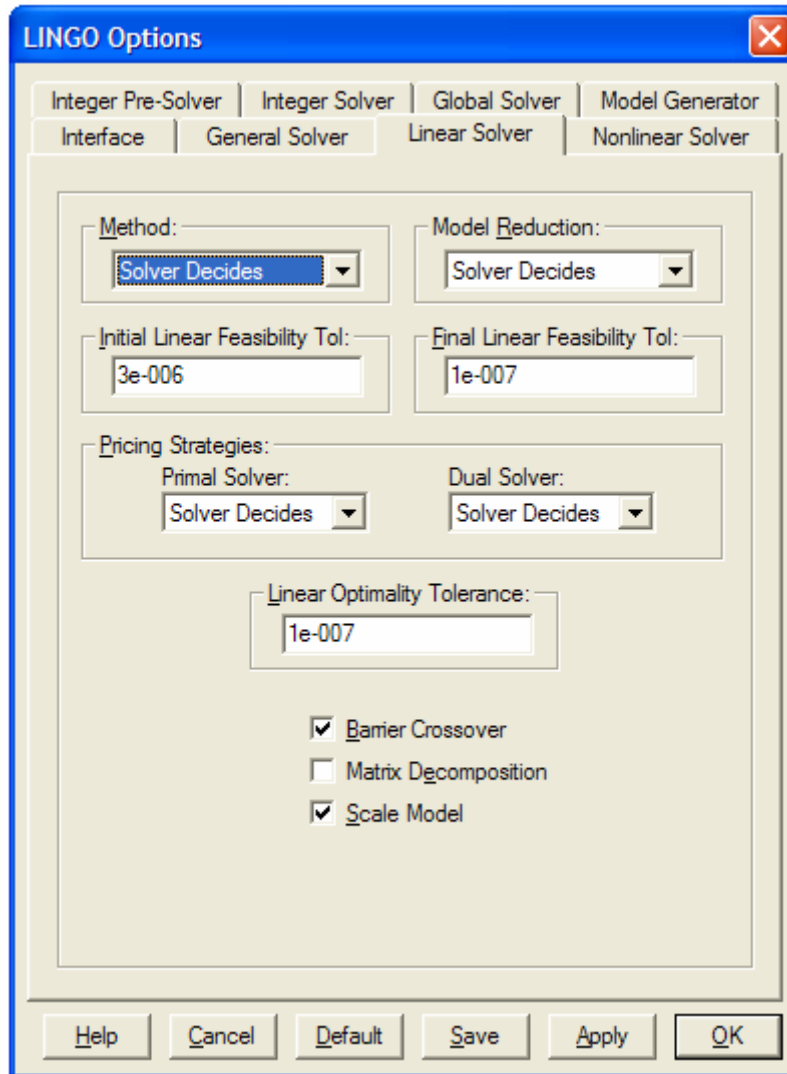 LINGO Options
Integer Pre-Solver Integer Solver Global Solver Model Generator
Interface General Solver Linear Solver Nonlinear Solver
Method: Model Reduction:
Solver Decides Solver Decides
Initial Linear Feasibility Tol: Final Linear Feasibility Tol:
3e-006 1e-007
Pricing Strategies:
Primal Solver: Dual Solver:
Solver Decides Solver Decides
Linear Optimality Tolerance:
1e-007
Barrier Crossover
Matrix Decomposition
Scale Model
Help Cancel Default Save Apply OK